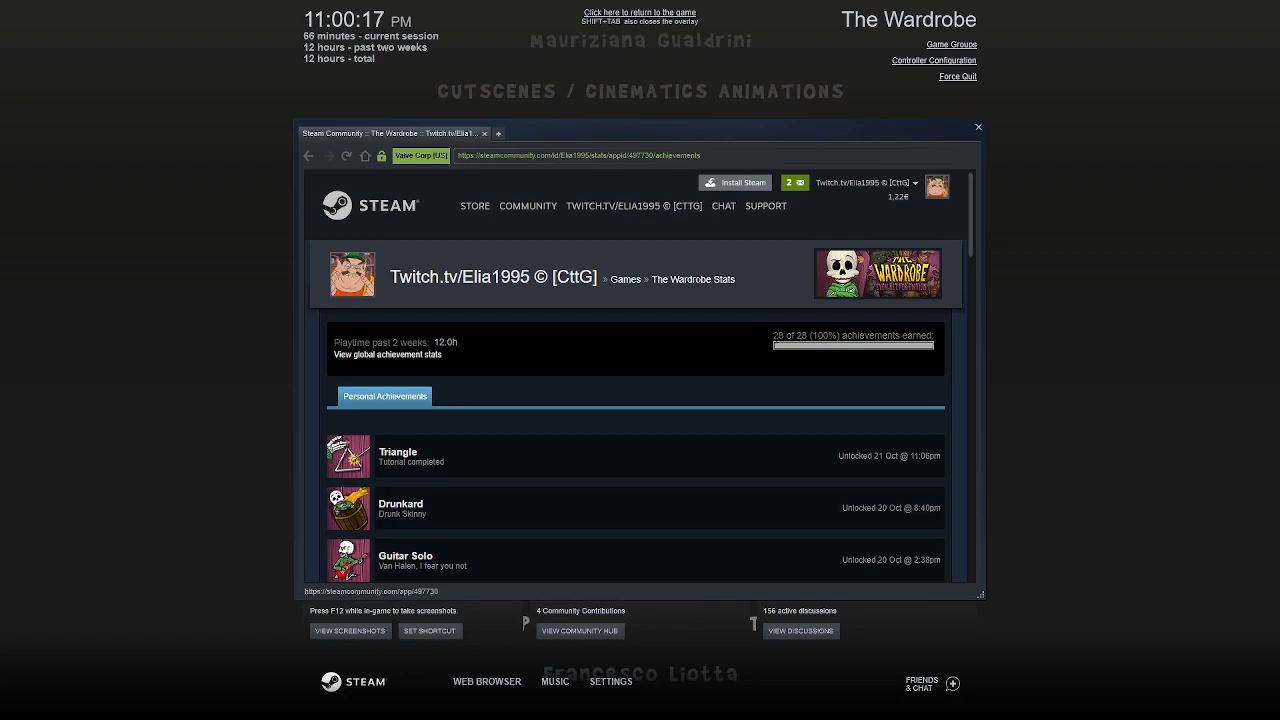 11:00:17 PM
66 minutes - current session
12 hours - past two weeks
12 hours - total
Click here to return to the game
SHIFT+TAB also closes the overlay
Mauriziana Gualdrini
The Wardrobe
Game Groups
Controller Configuration
Force Quit
CUTSCENES / CINEMATICS ANIMATIONS
Steam Community :: The Wardrobe :: Twitch.tv/Elia1...
Valve Corp [US]
https://steamcommunity.com/id/Elia1995/stats/appid/497730/achievements
Install Steam
2
Twitch.tv/Elia1995 © [CttG]
1,22€
STEAM
STORE COMMUNITY TWITCH.TV/ELIA1995 © [CTTG] CHAT SUPPORT
Twitch.tv/Elia1995 © [CttG] » Games » The Wardrobe Stats
THE WARDROBE
EVEN BETTER EDITION
Playtime past 2 weeks: 12.0h
View global achievement stats
28 of 28 (100%) achievements earned:
Personal Achievements
Triangle
Tutorial completed
Unlocked 21 Oct @ 11:06pm
Drunkard
Drunk Skinny
Unlocked 20 Oct @ 8:40pm
Guitar Solo
Van Halen, I fear you not
Unlocked 20 Oct @ 2:38pm
https://steamcommunity.com/app/497730
Press F12 while in-game to take screenshots.
VIEW SCREENSHOTS SET SHORTCUT
4 Community Contributions
VIEW COMMUNITY HUB
156 active discussions
VIEW DISCUSSIONS
P T
Francesco Liotta
STEAM
WEB BROWSER MUSIC SETTINGS
FRIENDS
& CHAT